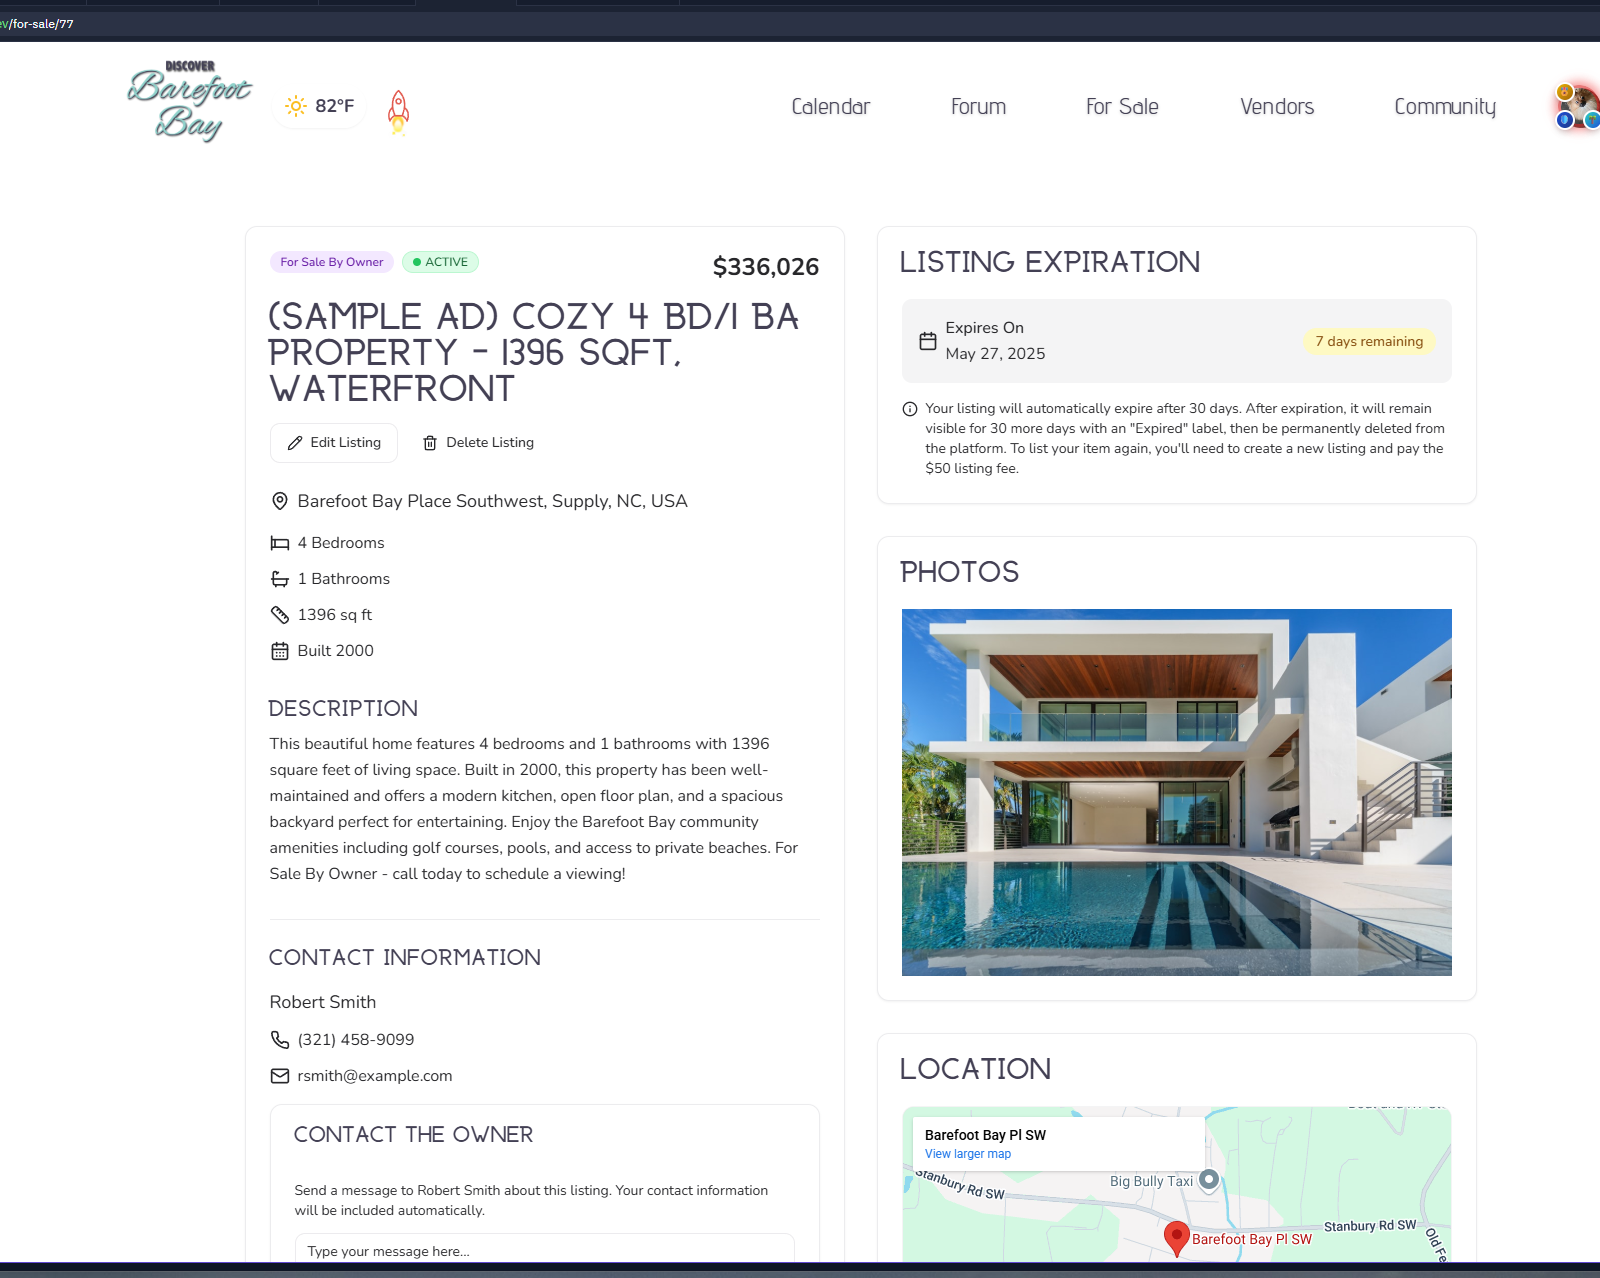 /for-sale/77
DISCOVER
Barefoot
Bay
82°F
Calendar
Forum
For Sale
Vendors
Community
For Sale By Owner
ACTIVE
$336,026
(SAMPLE AD) COZY 4 BD/1 BA
PROPERTY - 1396 SQFT,
WATERFRONT
Edit Listing
Delete Listing
Barefoot Bay Place Southwest, Supply, NC, USA
4 Bedrooms
1 Bathrooms
1396 sq ft
Built 2000
DESCRIPTION
This beautiful home features 4 bedrooms and 1 bathrooms with 1396
square feet of living space. Built in 2000, this property has been well-
maintained and offers a modern kitchen, open floor plan, and a spacious
backyard perfect for entertaining. Enjoy the Barefoot Bay community
amenities including golf courses, pools, and access to private beaches. For
Sale By Owner - call today to schedule a viewing!
CONTACT INFORMATION
Robert Smith
(321) 458-9099
rsmith@example.com
CONTACT THE OWNER
Send a message to Robert Smith about this listing. Your contact information
will be included automatically.
Type your message here...
LISTING EXPIRATION
Expires On
May 27, 2025
7 days remaining
Your listing will automatically expire after 30 days. After expiration, it will remain
visible for 30 more days with an "Expired" label, then be permanently deleted from
the platform. To list your item again, you'll need to create a new listing and pay the
$50 listing fee.
PHOTOS
LOCATION
Barefoot Bay Pl SW
View larger map
Stanbury Rd SW
Big Bully Taxi
Stanbury Rd SW
Barefoot Bay Pl SW
Old Fe